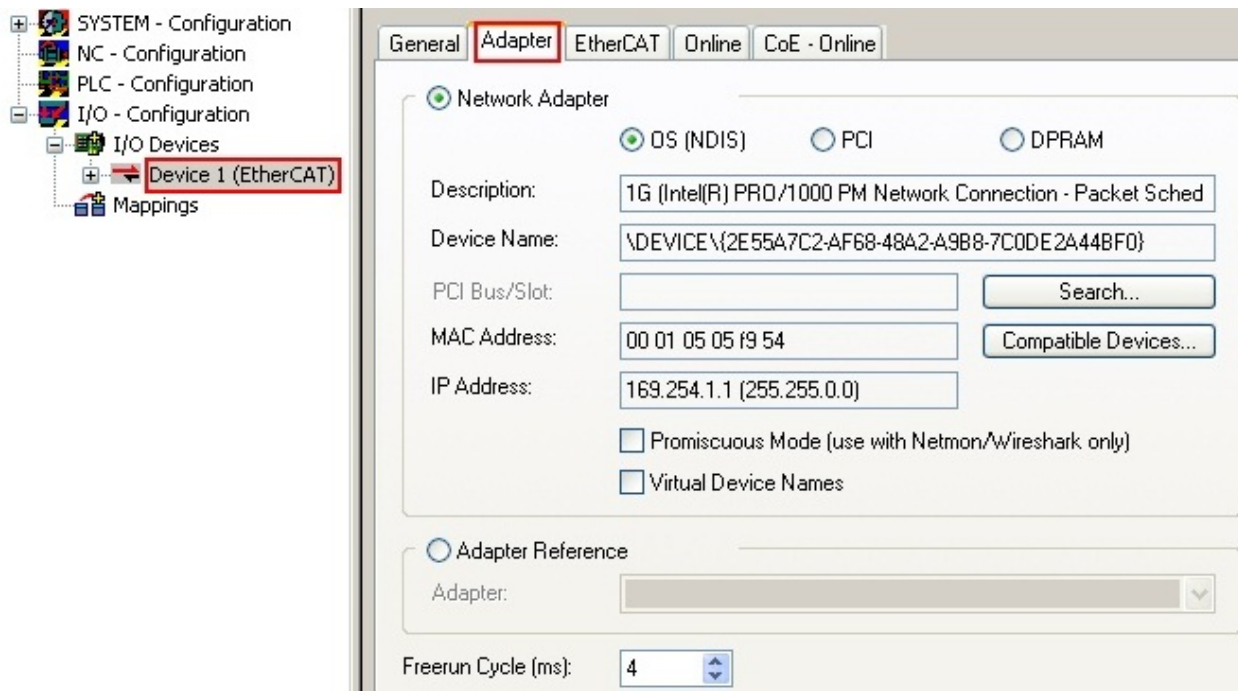 SYSTEM - Configuration
NC - Configuration
PLC - Configuration
I/O - Configuration
I/O Devices
Device 1 (EtherCAT)
Mappings
General Adapter EtherCAT Online CoE - Online
Network Adapter
OS (NDIS) PCI DPRAM
Description: 1G (Intel(R) PRO/1000 PM Network Connection - Packet Sched
Device Name: \DEVICE\{2E55A7C2-AF68-48A2-A9B8-7C0DE2A44BF0}
PCI Bus/Slot: Search...
MAC Address: 00 01 05 05 f9 54 Compatible Devices...
IP Address: 169.254.1.1 (255.255.0.0)
Promiscuous Mode (use with Netmon/Wireshark only)
Virtual Device Names
Adapter Reference
Adapter:
Freerun Cycle (ms): 4